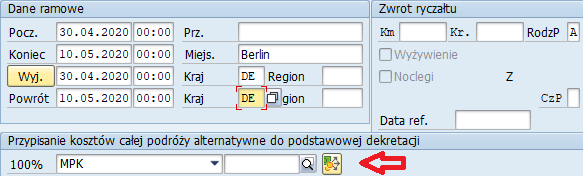 Dane ramowe
Pocz. 30.04.2020 00:00 Prz.
Koniec 10.05.2020 00:00 Miejs. Berlin
Wyj. 30.04.2020 00:00 Kraj DE Region
Powrót 10.05.2020 00:00 Kraj DE gion
Zwrot ryczałtu
Km Kr. RodzP A
Wyżywienie
Noclegi Z
CzP
Data ref.
Przypisanie kosztów całej podróży alternatywne do podstawowej dekretacji
100% MPK